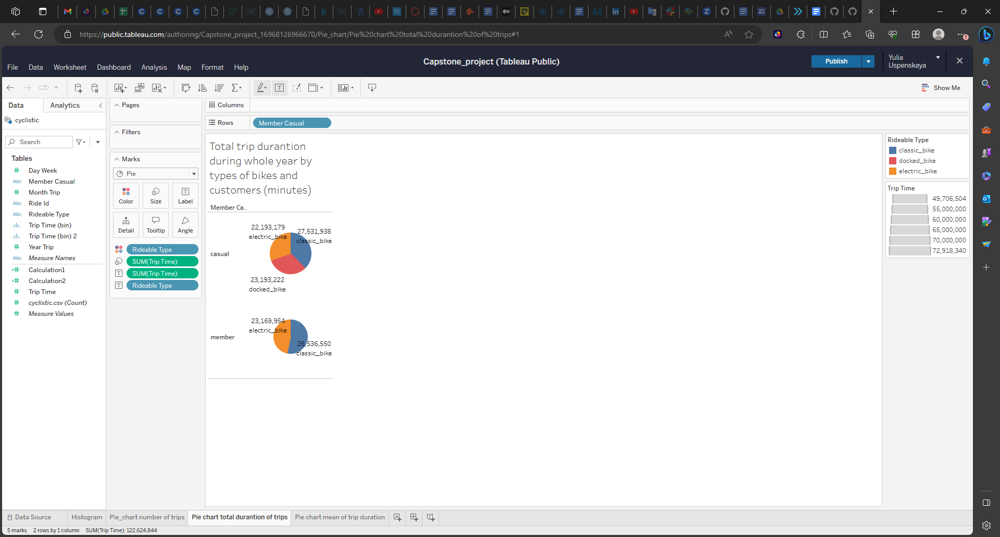 https://public.tableau.com/authoring/Capstone_project_16968126966670/Pie_chart/Pie%20chart%20total%20durantion%20of%20trips#1
Capstone_project (Tableau Public)
Publish
Yulia
Uspenskaya
File Data Worksheet Dashboard Analysis Map Format Help
Show Me
Data Analytics
Pages
Columns
cyclistic
Rows Member Casual
Filters
Search
Tables
Day Week
Member Casual
Month Trip
Ride Id
Rideable Type
Trip Time (bin)
Trip Time (bin) 2
Year Trip
Measure Names
Calculation1
Calculation2
Trip Time
cyclistic.csv (Count)
Measure Values
Marks
Pie
Color Size Label
Detail Tooltip Angle
Rideable Type
SUM(Trip Time)
SUM(Trip Time)
Rideable Type
Total trip durantion
during whole year by
types of bikes and
customers (minutes)
Member Ca..
22,193,179
electric_bike
27,531,938
classic_bike
casual
23,193,222
docked_bike
23,169,954
electric_bike
member
26,536,550
classic_bike
Rideable Type
classic_bike
docked_bike
electric_bike
Trip Time
49,706,504
55,000,000
60,000,000
65,000,000
70,000,000
72,918,340
Data Source Histogram Pie_chart number of trips Pie chart total durantion of trips Pie chart mean of trip duration
5 marks 2 rows by 1 column SUM(Trip Time): 122,624,844